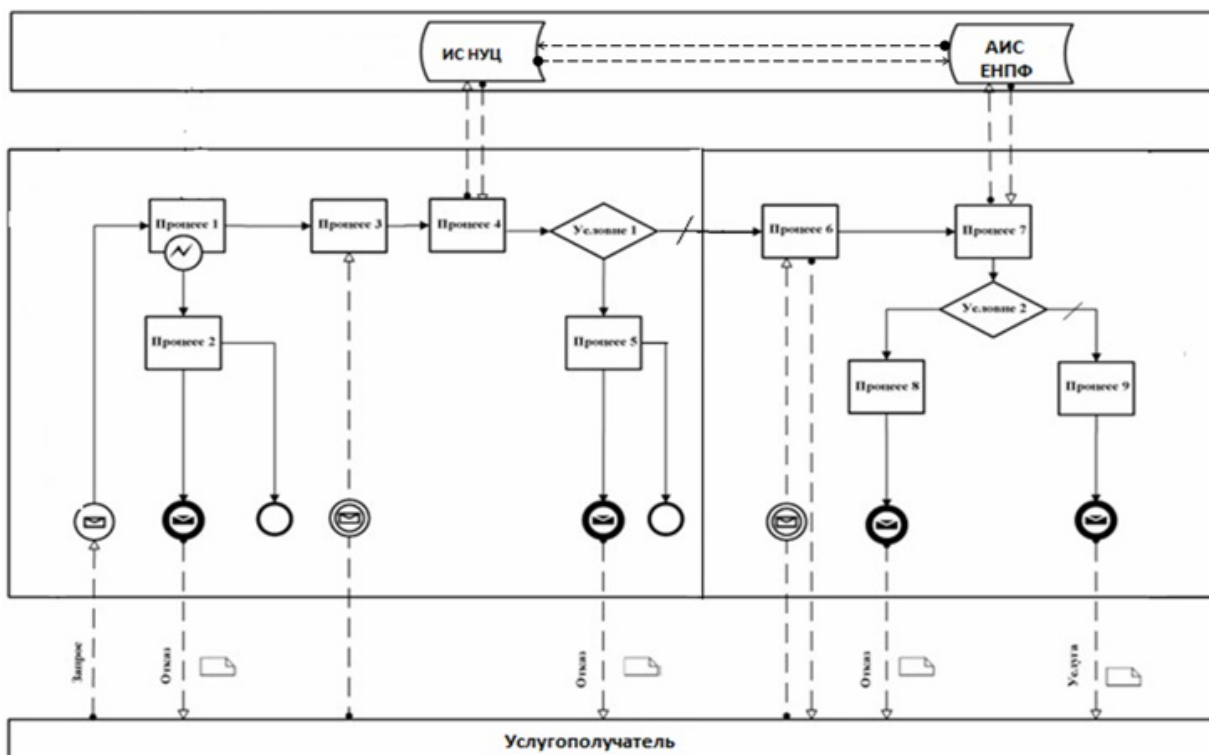 ИС НУЦ
АИС
ЕНПФ
Процесс 1
Процесс 3
Процесс 4
Условие 1
Процесс 6
Процесс 7
Процесс 2
Процесс 5
Условие 2
Процесс 8
Процесс 9
Запрос
Отказ
Отказ
Отказ
Услуга
Услугополучатель